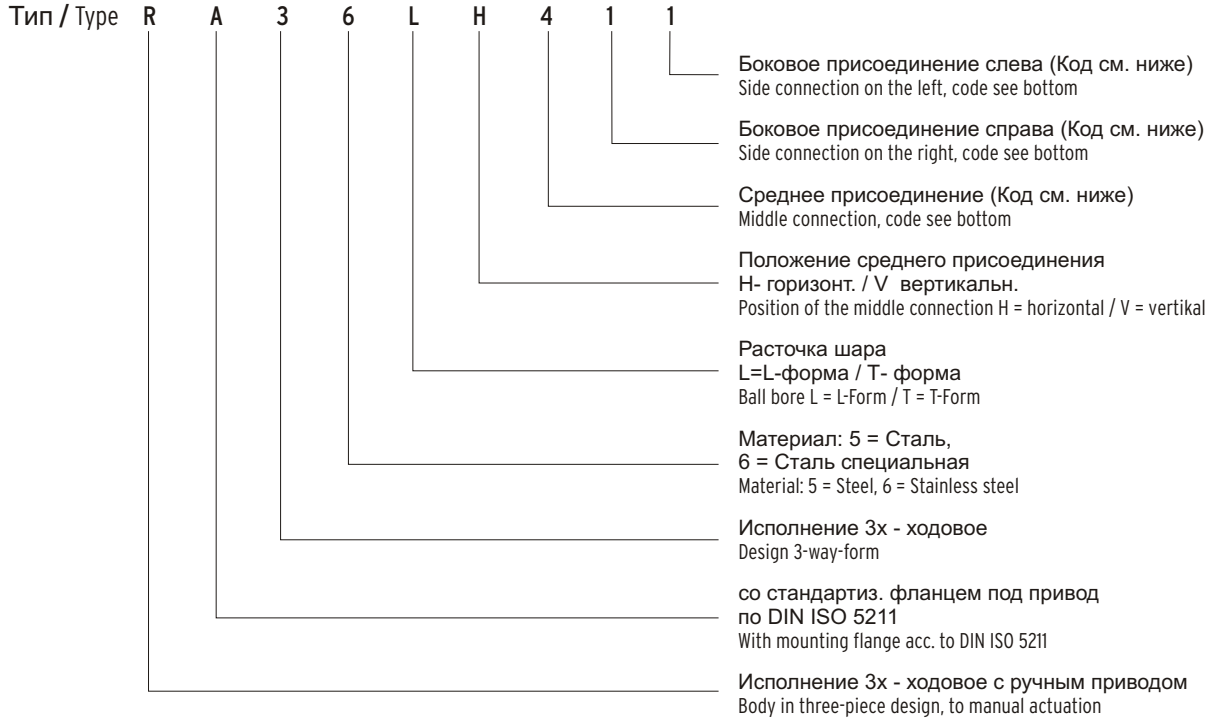 Тип / Type R A 3 6 L H 4 1 1
Боковое присоединение слева (Код см. ниже)
Side connection on the left, code see bottom
Боковое присоединение справа (Код см. ниже)
Side connection on the right, code see bottom
Среднее присоединение (Код см. ниже)
Middle connection, code see bottom
Положение среднего присоединения
H- горизонт. / V вертикальн.
Position of the middle connection H = horizontal / V = vertikal
Расточка шара
L=L-форма / T- форма
Ball bore L = L-Form / T = T-Form
Материал: 5 = Сталь,
6 = Сталь специальная
Material: 5 = Steel, 6 = Stainless steel
Исполнение 3х - ходовое
Design 3-way-form
со стандартиз. фланцем под привод
по DIN ISO 5211
With mounting flange acc. to DIN ISO 5211
Исполнение 3х - ходовое с ручным приводом
Body in three-piece design, to manual actuation